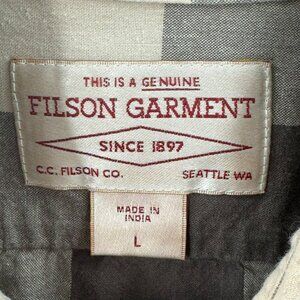 THIS IS A GENUINE
FILSON GARMENT
SINCE 1897
C.C. FILSON CO. SEATTLE WA
MADE IN
INDIA
L